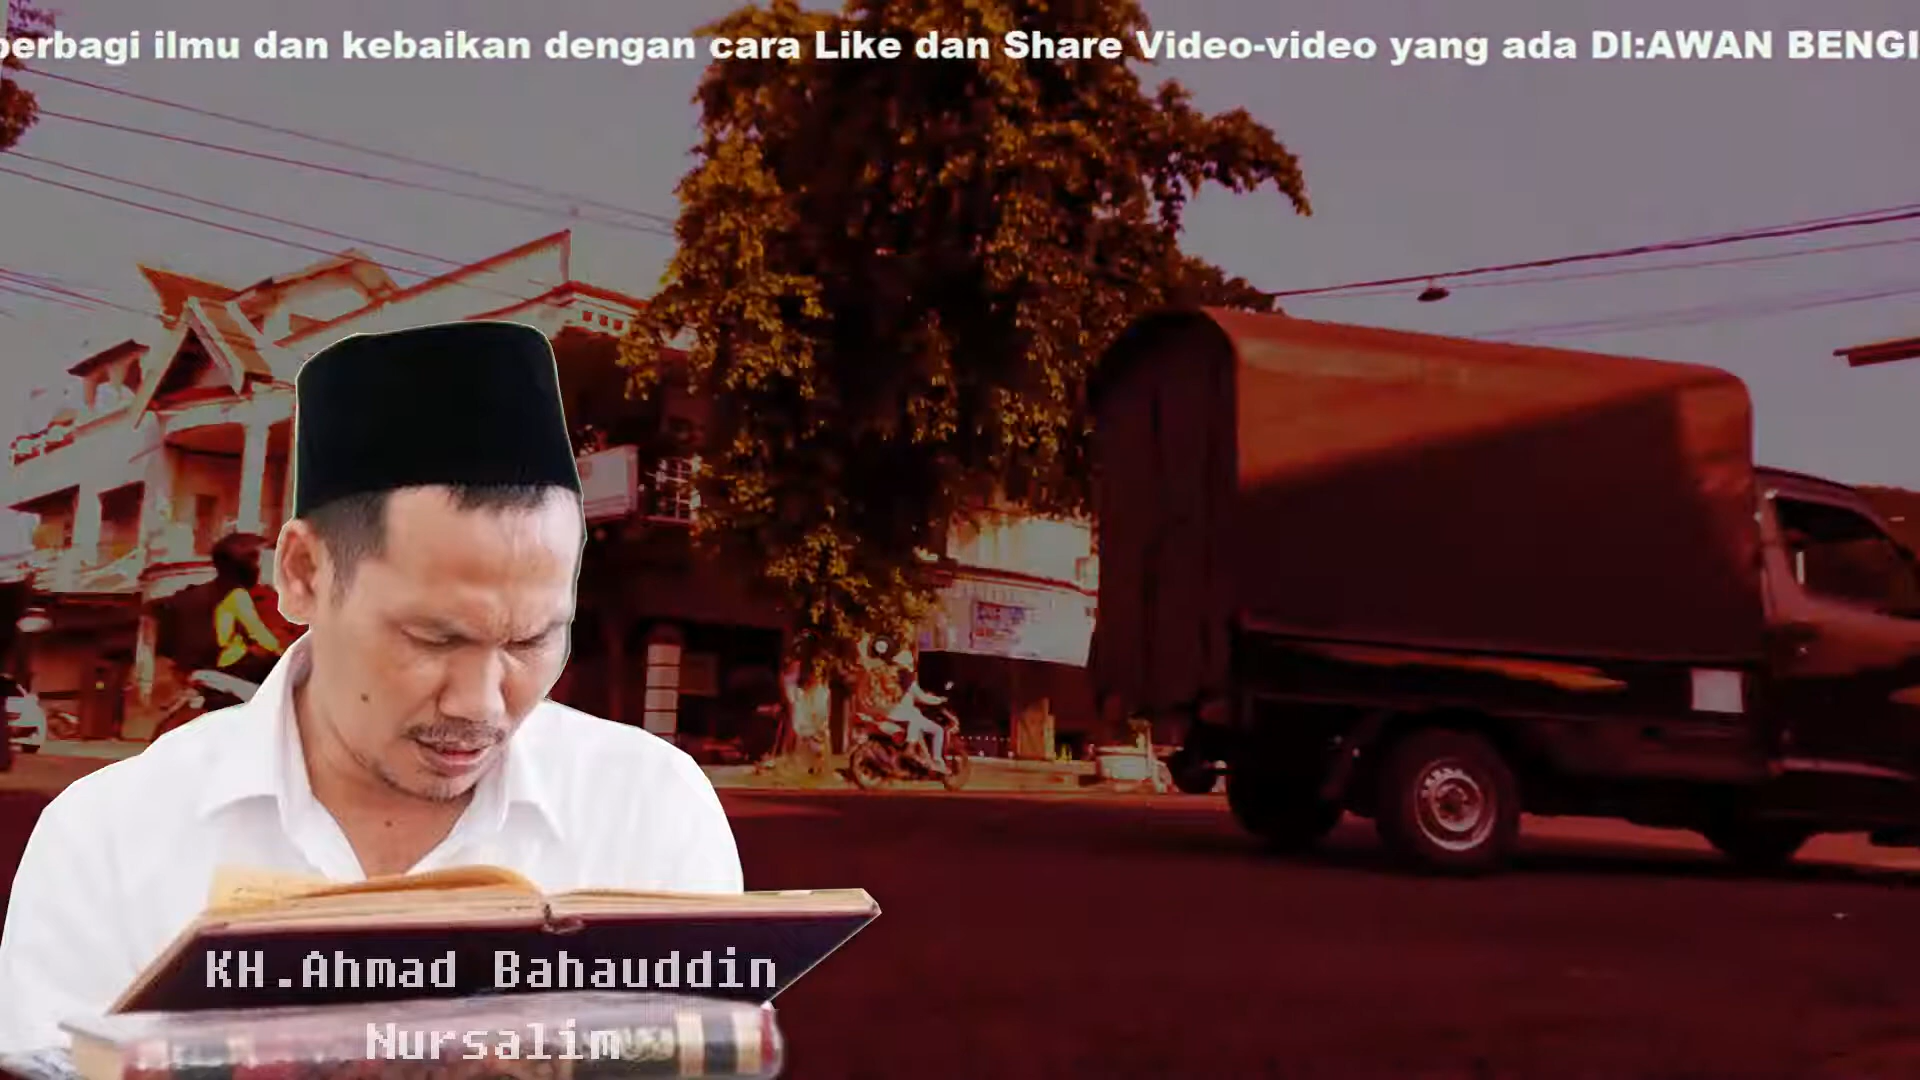 berbagi ilmu dan kebaikan dengan cara Like dan Share Video-video yang ada DI:AWAN BENGI
KH.Ahmad Bahauddin
Nursalim